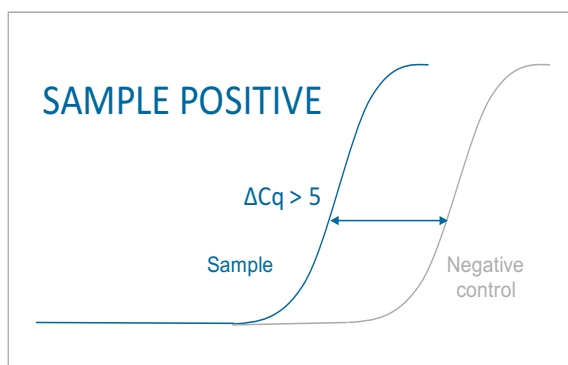 SAMPLE POSITIVE
ΔCq > 5
Sample
Negative
control